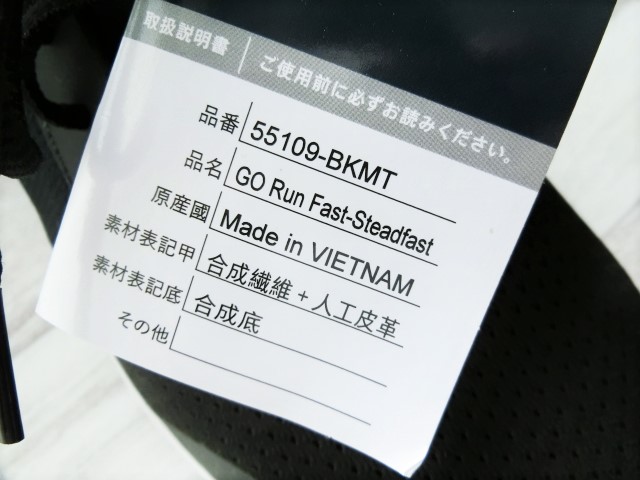 取扱説明書 ご使用前に必ずお読みください。
品番 55109-BKMT
品名 GO Run Fast-Steadfast
原産國 Made in VIETNAM
素材表記甲 合成繊維+人工皮革
素材表記底 合成底
その他